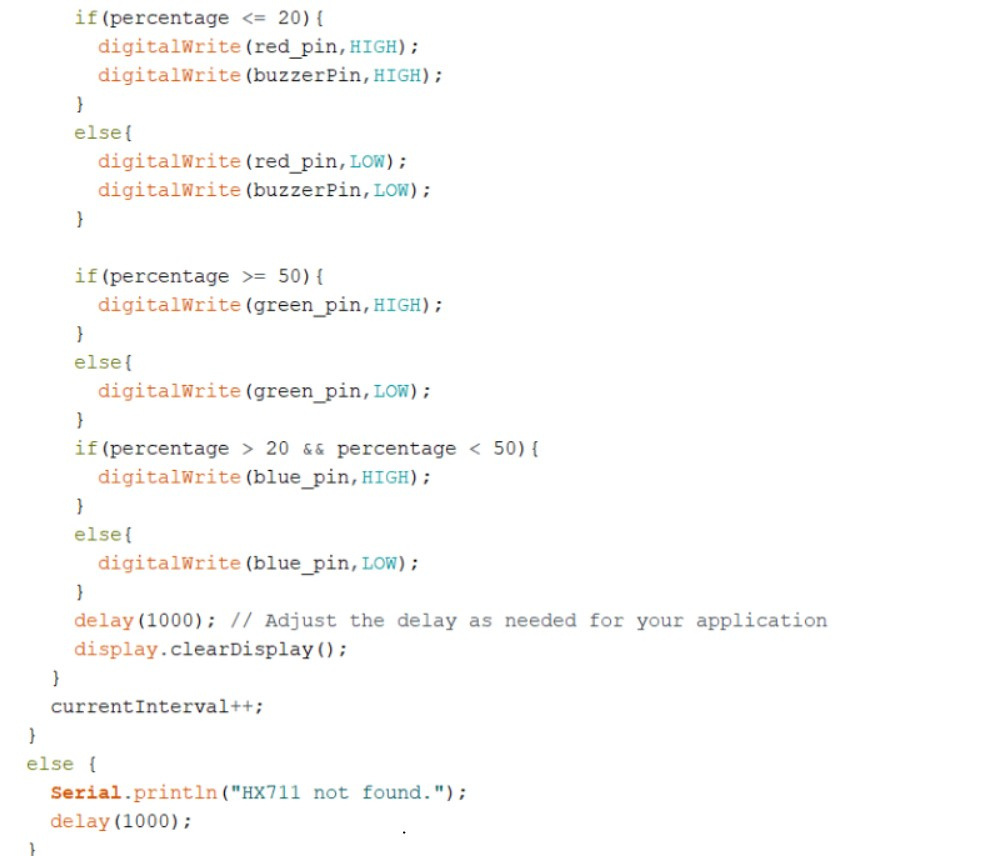 if(percentage <= 20){
digitalWrite(red_pin,HIGH);
digitalWrite(buzzerPin,HIGH);
}
else{
digitalWrite(red_pin,LOW);
digitalWrite(buzzerPin,LOW);
}
if(percentage >= 50){
digitalWrite(green_pin,HIGH);
}
else{
digitalWrite(green_pin,LOW);
}
if(percentage > 20 && percentage < 50){
digitalWrite(blue_pin,HIGH);
}
else{
digitalWrite(blue_pin,LOW);
}
delay(1000); // Adjust the delay as needed for your application
display.clearDisplay();
}
currentInterval++;
}
else {
Serial.println("HX711 not found.");
delay(1000);
}